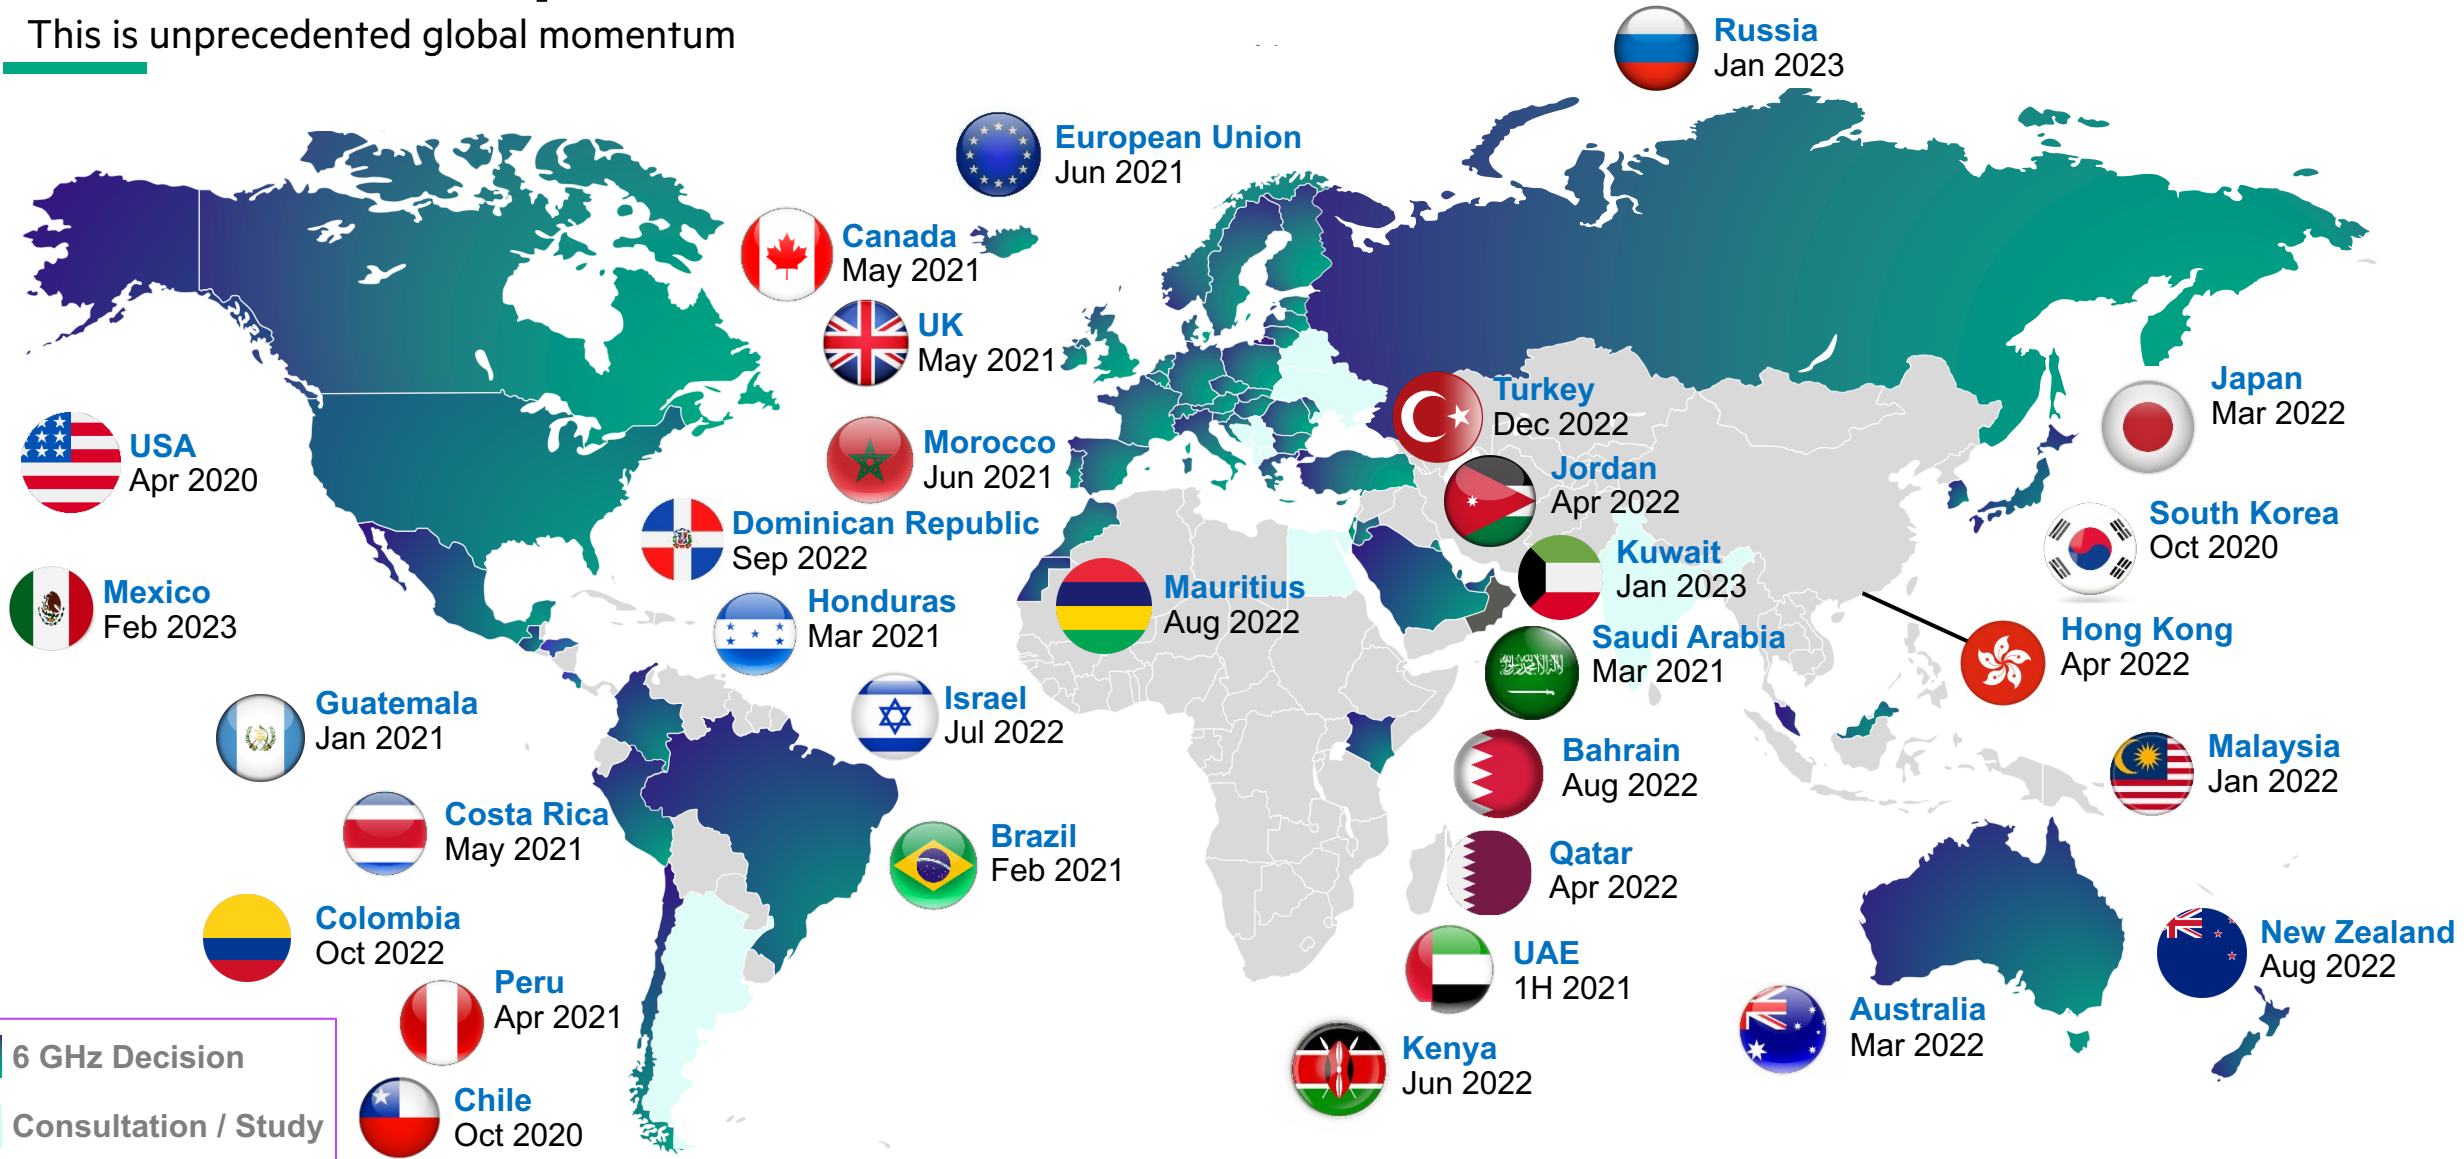 This is unprecedented global momentum
Russia
Jan 2023
European Union
Jun 2021
Canada
May 2021
UK
May 2021
Turkey
Dec 2022
Japan
Mar 2022
USA
Apr 2020
Morocco
Jun 2021
Jordan
Apr 2022
Dominican Republic
Sep 2022
South Korea
Oct 2020
Kuwait
Jan 2023
Mexico
Feb 2023
Honduras
Mar 2021
Mauritius
Aug 2022
Saudi Arabia
Mar 2021
Hong Kong
Apr 2022
Guatemala
Jan 2021
Israel
Jul 2022
Bahrain
Aug 2022
Malaysia
Jan 2022
Costa Rica
May 2021
Brazil
Feb 2021
Qatar
Apr 2022
Colombia
Oct 2022
UAE
1H 2021
New Zealand
Aug 2022
Peru
Apr 2021
Australia
Mar 2022
Kenya
Jun 2022
6 GHz Decision
Chile
Oct 2020
Consultation / Study